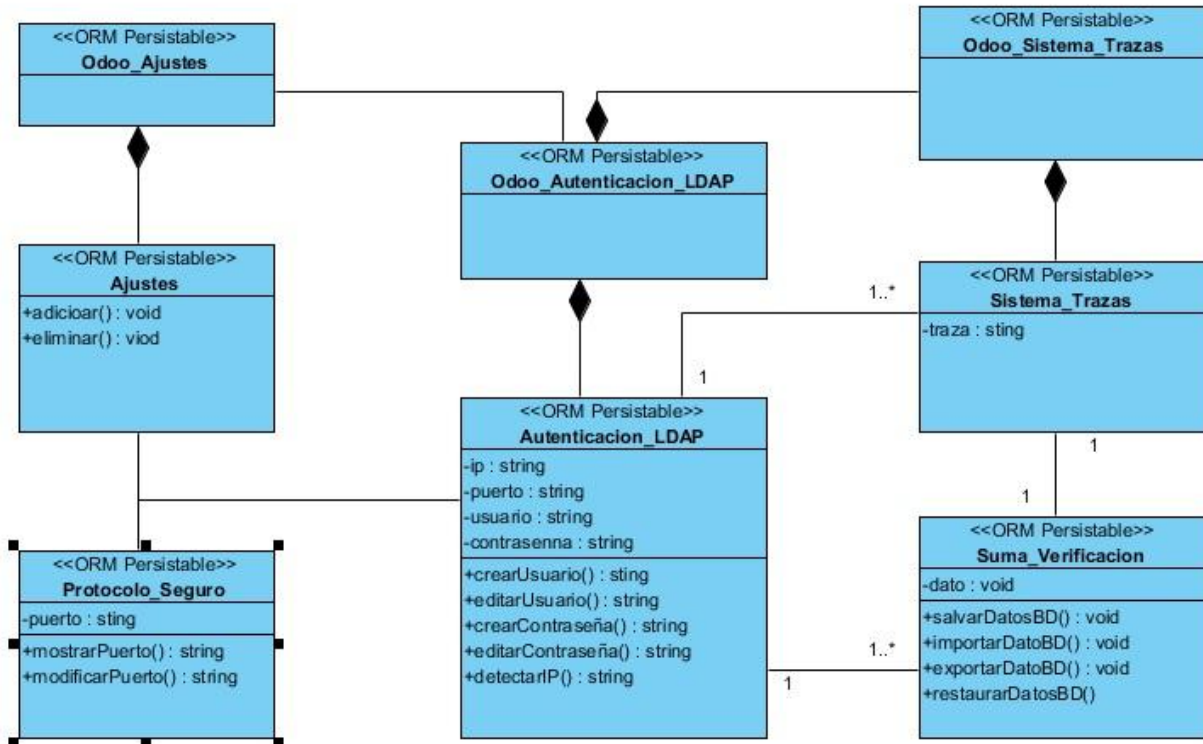 <<ORM Persistable>>
Odoo_Ajustes
<<ORM Persistable>>
Odoo_Sistema_Trazas
<<ORM Persistable>>
Odoo_Autenticacion_LDAP
<<ORM Persistable>>
Ajustes
+adicioar() : void
+eliminar() : viod
<<ORM Persistable>>
Sistema_Trazas
-traza : sting
1..*
1
<<ORM Persistable>>
Autenticacion_LDAP
-ip : string
-puerto : string
-usuario : string
-contrasenna : string
+crearUsuario() : sting
+editarUsuario() : string
+crearContraseña() : string
+editarContraseña() : string
+detectarIP() : string
1
1
<<ORM Persistable>>
Protocolo_Seguro
-puerto : sting
+mostrarPuerto() : string
+modificarPuerto() : string
<<ORM Persistable>>
Suma_Verificacion
-dato : void
+salvarDatosBD() : void
+importarDatoBD() : void
+exportarDatoBD() : void
+restaurarDatosBD()
1..*
1